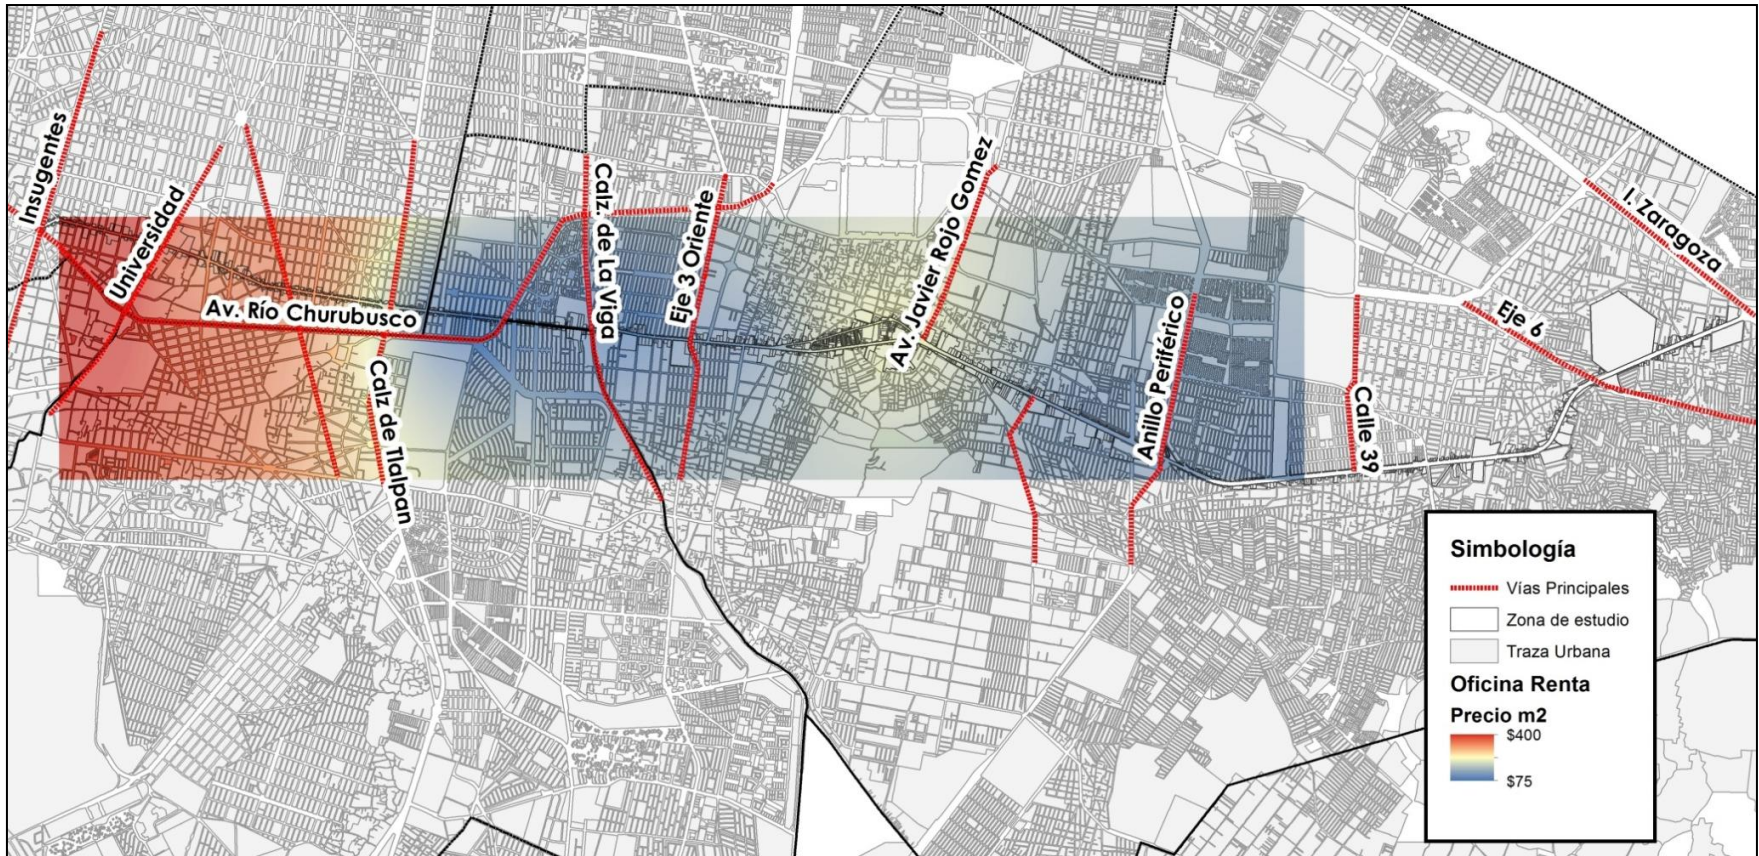 Insugentes
Universidad
Av. Río Churubusco
Calz de Tlalpan
Calz. de La Viga
Eje 3 Oriente
Av. Javier Rojo Gomez
Anillo Periférico
Calle 39
Eje 6
I. Zaragoza
Simbología
Vías Principales
Zona de estudio
Traza Urbana
Oficina Renta
Precio m2
$400
$75